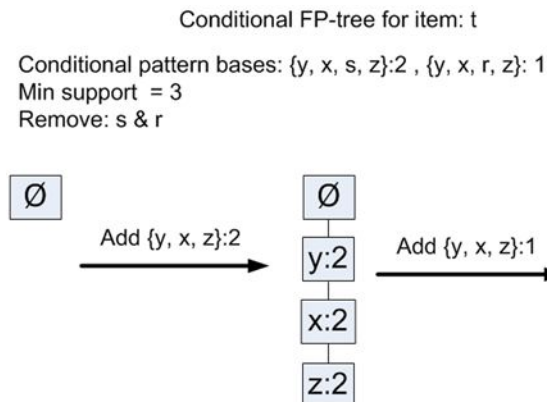 Conditional FP-tree for item: t
Conditional pattern bases: {y, x, s, z}:2 , {y, x, r, z}: 1
Min support = 3
Remove: s & r
Ø
Add {y, x, z}:2
Ø
y:2
x:2
z:2
Add {y, x, z}:1